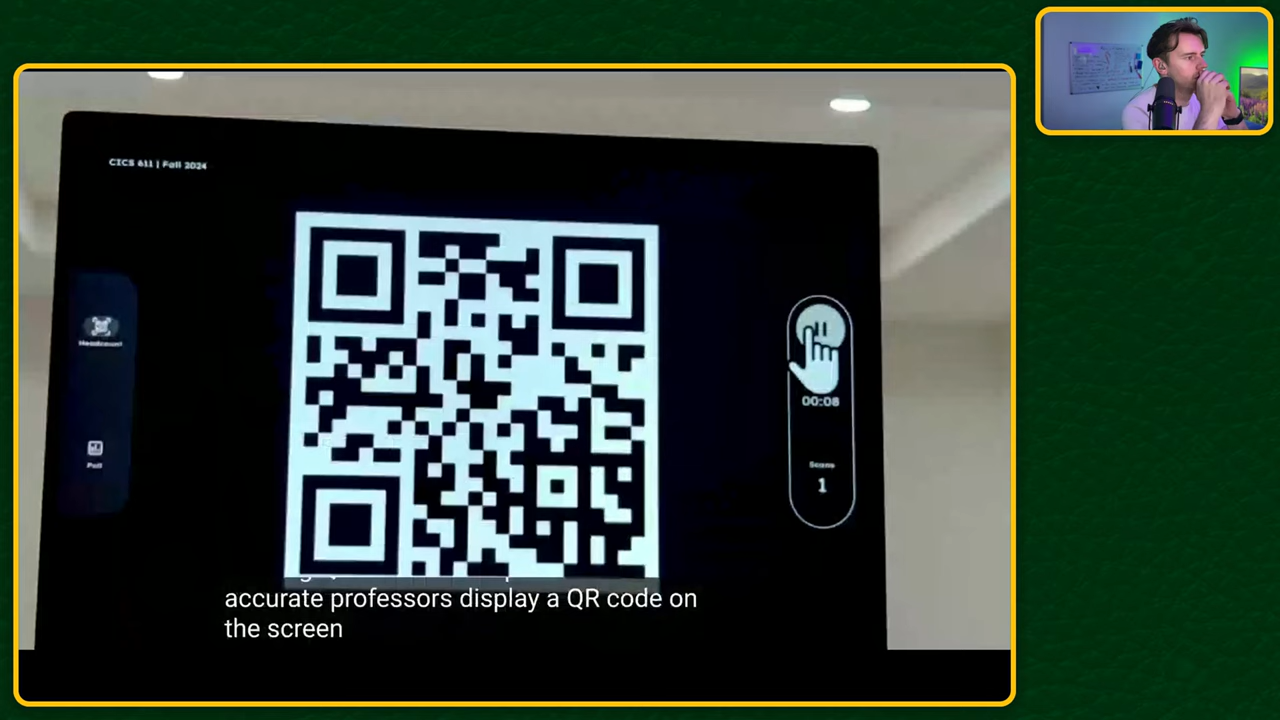 CICS 611 | Fall 2024
Headcount
00:08
Poll
Scans
1
accurate professors display a QR code on
the screen